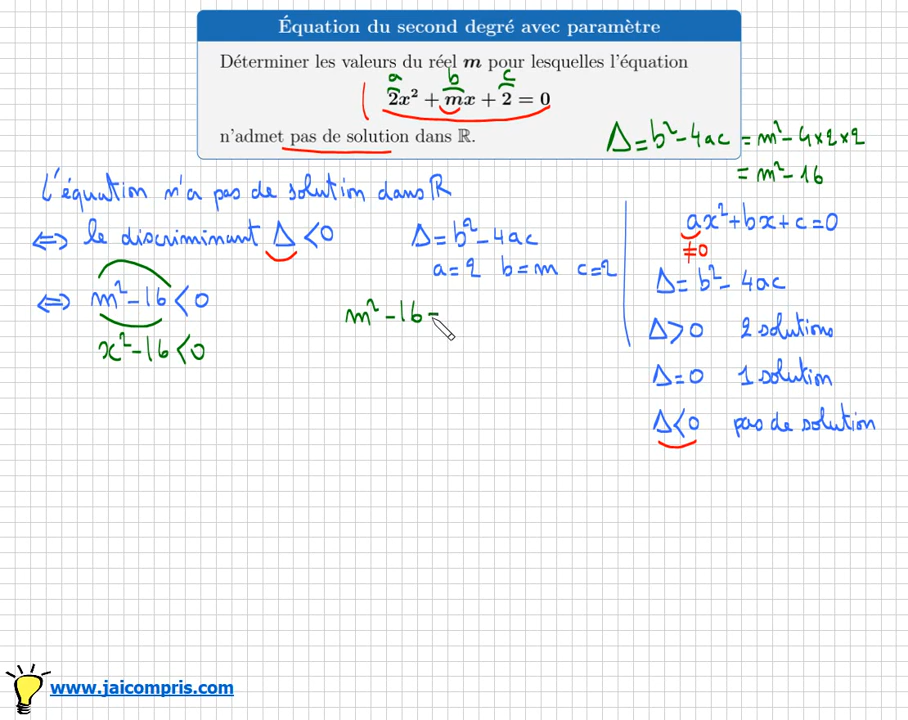 Équation du second degré avec paramètre
Déterminer les valeurs du réel m pour lesquelles l'équation
a b c
2x² + mx + 2 = 0
n'admet pas de solution dans ℝ.
Δ = b² - 4ac = m² - 4×2×2
= m² - 16
L'équation n'a pas de solution dans ℝ
⟺ le discriminant Δ < 0
Δ = b² - 4ac
a = 2 b = m c = 2
⟺ m² - 16 < 0
x² - 16 < 0
m² - 16 =
ax² + bx + c = 0
≠0
Δ = b² - 4ac
Δ > 0 2 solutions
Δ = 0 1 solution
Δ < 0 pas de solution
www.jaicompris.com